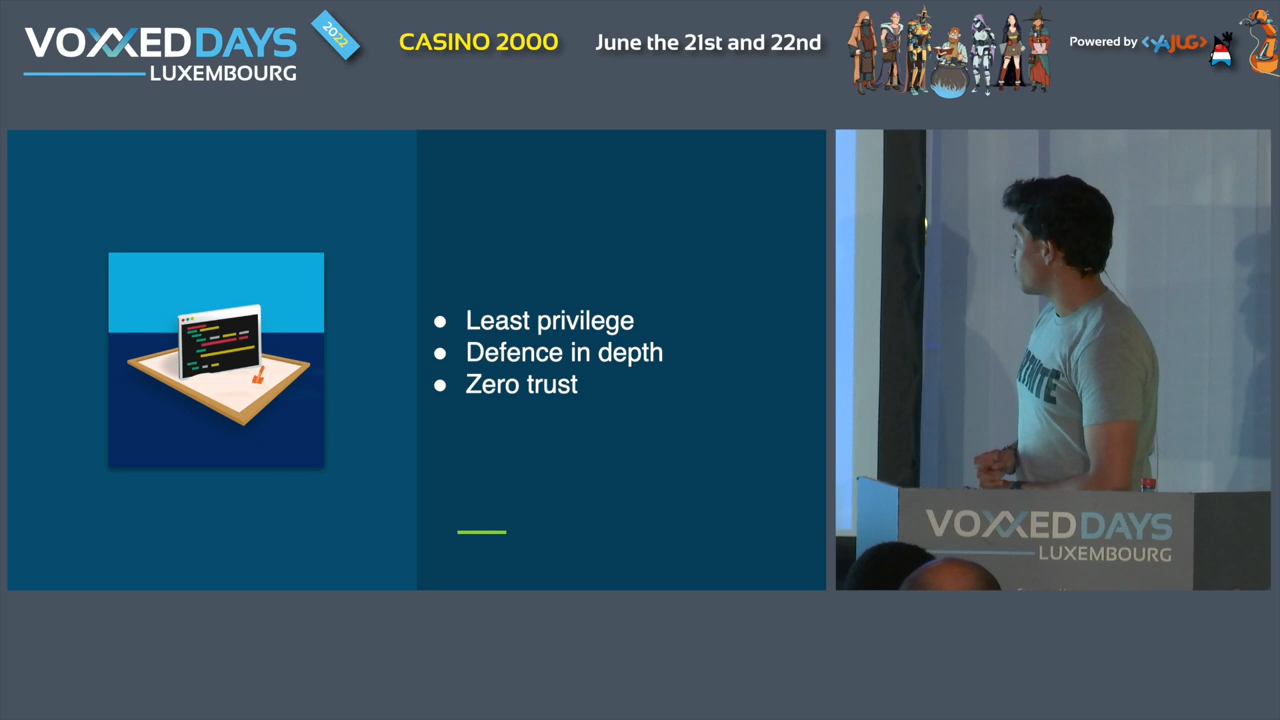 VOXXED DAYS
LUXEMBOURG
2022
CASINO 2000
June the 21st and 22nd
Powered by <YAJUG>
● Least privilege
● Defence in depth
● Zero trust
VOXXED DAYS
LUXEMBOURG